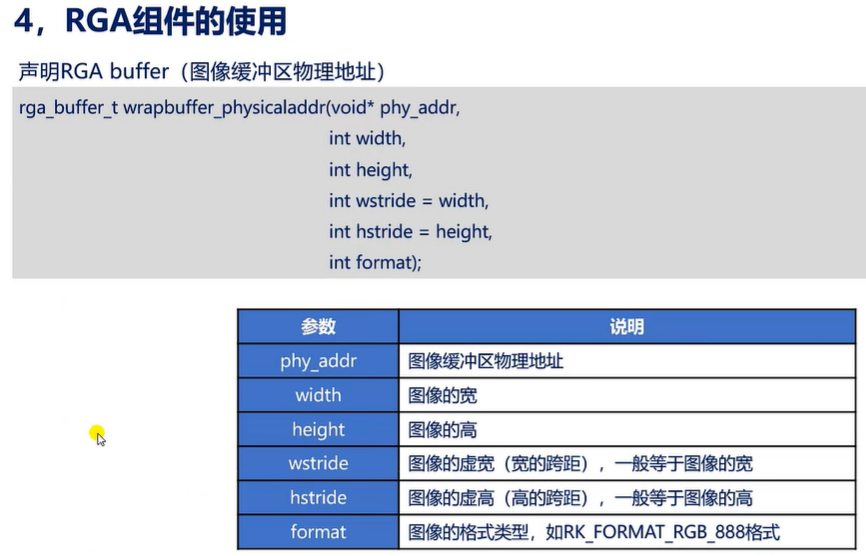 4，RGA组件的使用
声明RGA buffer（图像缓冲区物理地址）
rga_buffer_t wrapbuffer_physicaladdr(void* phy_addr,
int width,
int height,
int wstride = width,
int hstride = height,
int format);
参数 说明
phy_addr 图像缓冲区物理地址
width 图像的宽
height 图像的高
wstride 图像的虚宽（宽的跨距），一般等于图像的宽
hstride 图像的虚高（高的跨距），一般等于图像的高
format 图像的格式类型，如RK_FORMAT_RGB_888格式